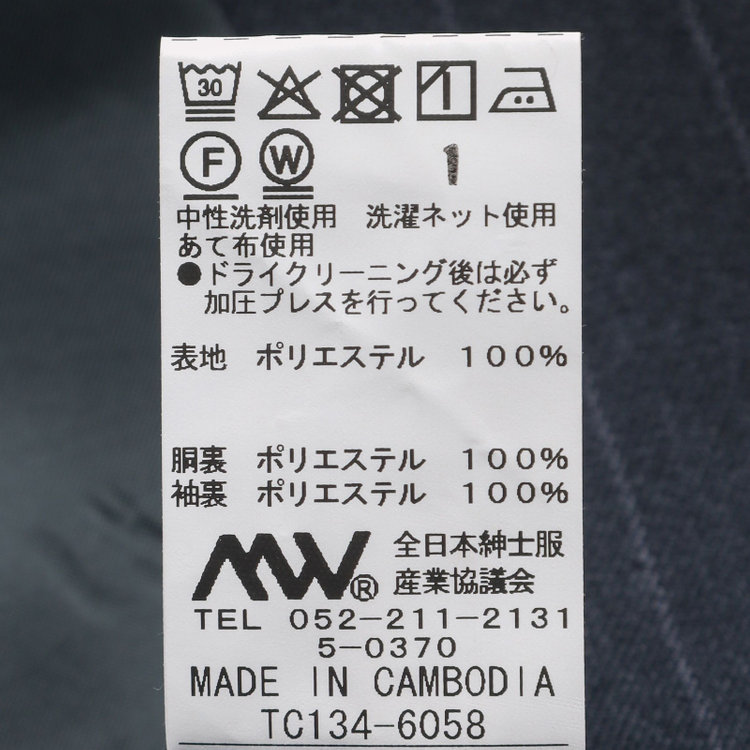 30
F W 1
中性洗剤使用 洗濯ネット使用
あて布使用
●ドライクリーニング後は必ず
加圧プレスを行ってください。
表地 ポリエステル 100%
胴裏 ポリエステル 100%
袖裏 ポリエステル 100%
MW® 全日本紳士服
産業協議会
TEL 052-211-2131
5-0370
MADE IN CAMBODIA
TC134-6058